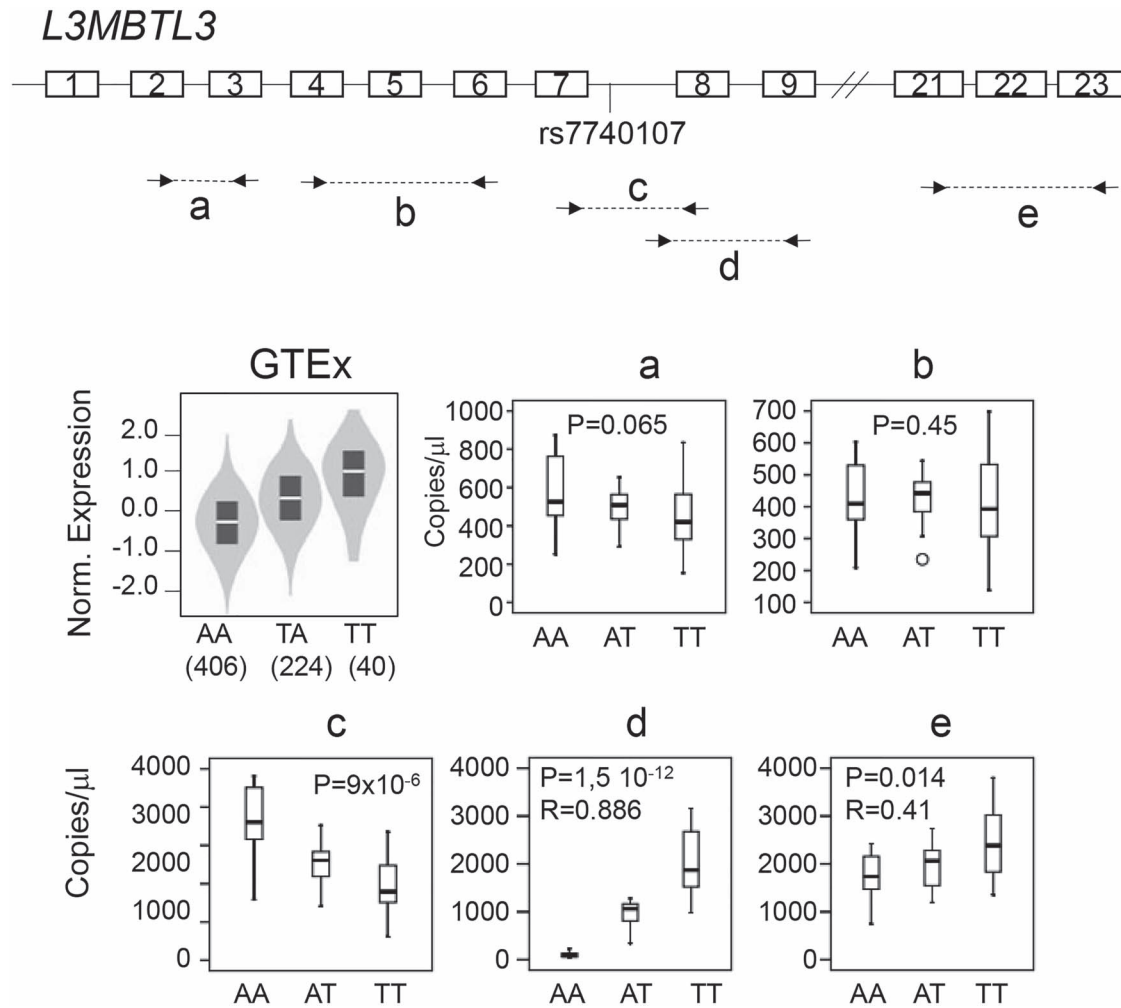 L3MBTL3
1 2 3 4 5 6 7 8 9 21 22 23
rs7740107
a b c d e
GTEx
Norm. Expression
2.0
1.0
0.0
-1.0
-2.0
AA TA TT
(406) (224) (40)
a
Copies/µl
1000
800
600
400
200
0
P=0.065
AA AT TT
b
700
600
500
400
300
200
100
P=0.45
AA AT TT
c
Copies/µl
4000
3000
2000
1000
0
P=9x10-6
AA AT TT
d
4000
3000
2000
1000
0
P=1,5 10-12
R=0.886
AA AT TT
e
4000
3000
2000
1000
0
P=0.014
R=0.41
AA AT TT